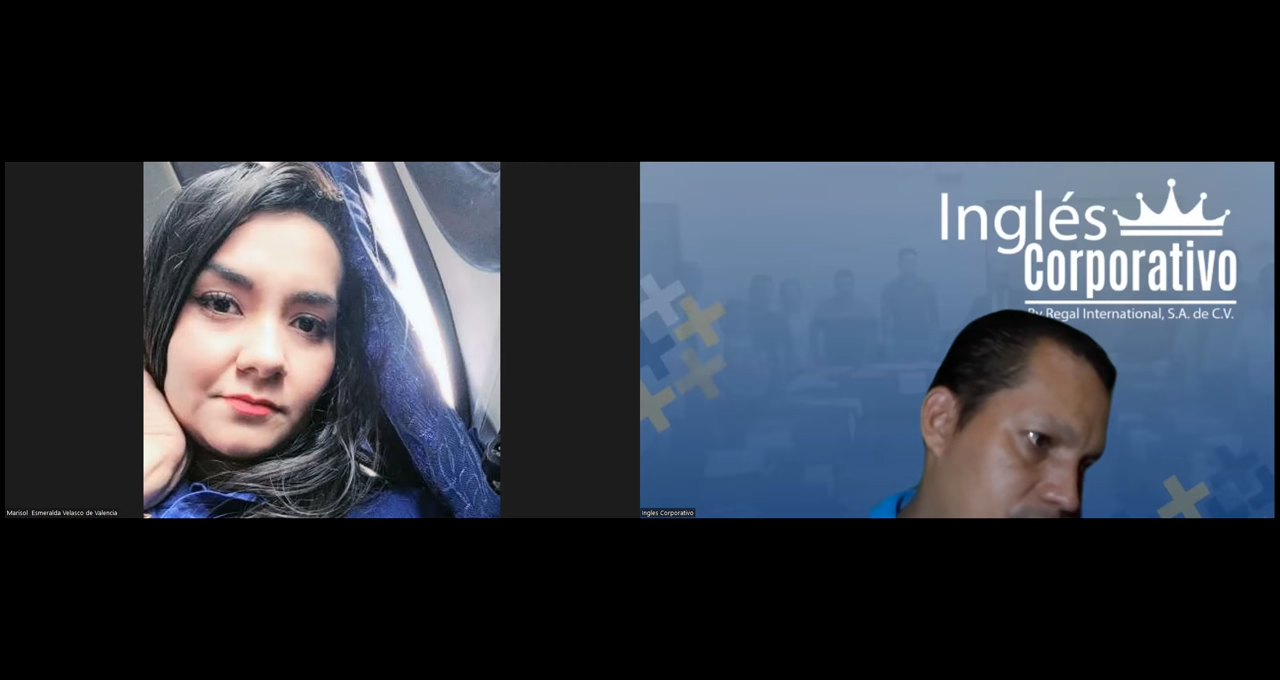 Marisol Esmeralda Velasco de Valencia
Inglés
Corporativo
By Regal International, S.A. de C.V.
Ingles Corporativo